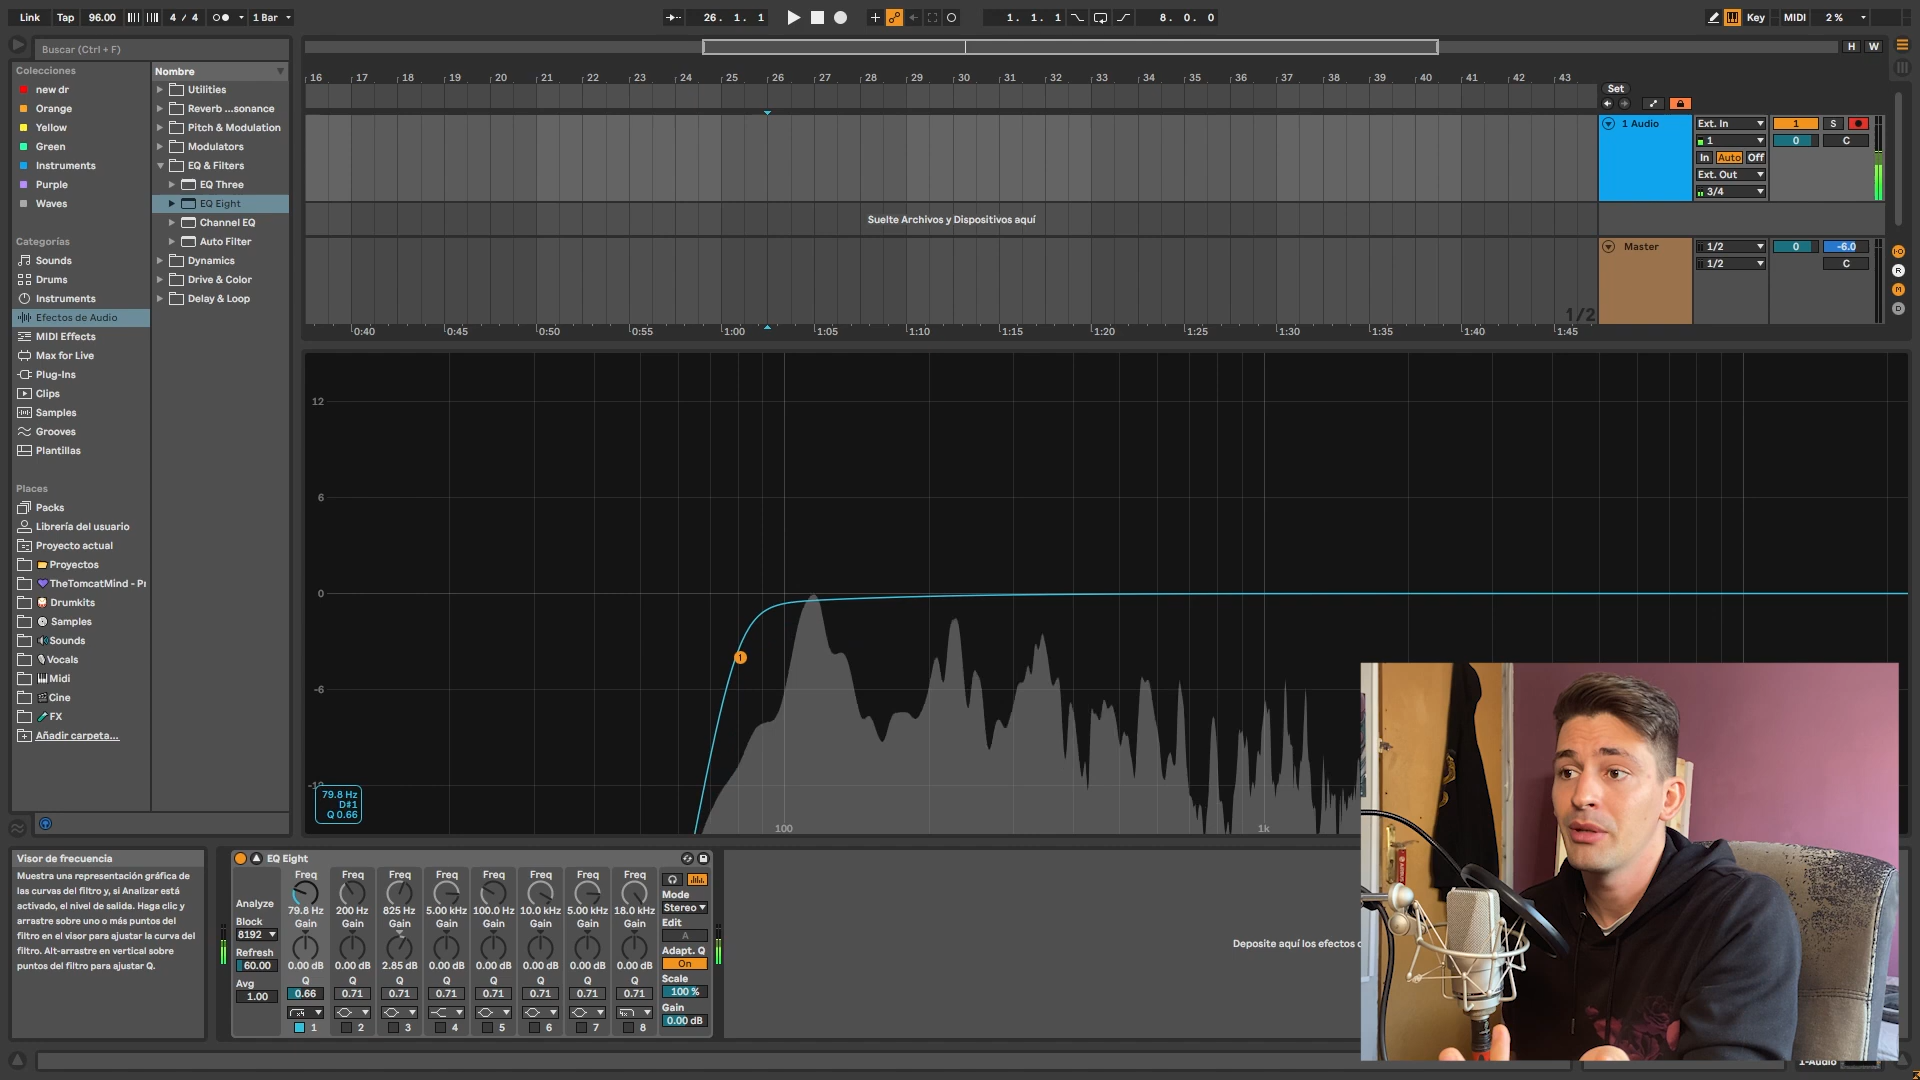 Link Tap 96.00 4 / 4 1 Bar 26. 1. 1 1. 1. 1 8. 0. 0 Key MIDI 2 %
Buscar (Ctrl + F) H W
Colecciones
new dr
Orange
Yellow
Green
Instruments
Purple
Waves
Categorías
Sounds
Drums
Instruments
Efectos de Audio
MIDI Effects
Max for Live
Plug-Ins
Clips
Samples
Grooves
Plantillas
Places
Packs
Librería del usuario
Proyecto actual
Proyectos
TheTomcatMind - Pr
Drumkits
Samples
Sounds
Vocals
Midi
Cine
FX
Añadir carpeta...
Nombre
Utilities
Reverb ...sonance
Pitch & Modulation
Modulators
EQ & Filters
EQ Three
EQ Eight
Channel EQ
Auto Filter
Dynamics
Drive & Color
Delay & Loop
16 17 18 19 20 21 22 23 24 25 26 27 28 29 30 31 32 33 34 35 36 37 38 39 40 41 42 43
Set
1 Audio Ext. In 1 S
1 0 C
In Auto Off
Ext. Out
3/4
Suelte Archivos y Dispositivos aquí
Master 1/2 0 -6.0
1/2 C
1/2
0:40 0:45 0:50 0:55 1:00 1:05 1:10 1:15 1:20 1:25 1:30 1:35 1:40 1:45
12
6
0
1
-6
79.8 Hz
D#1
Q 0.66
100 1k
Visor de frecuencia
Muestra una representación gráfica de
las curvas del filtro y, si Analizar está
activado, el nivel de salida. Haga clic y
arrastre sobre uno o más puntos del
filtro en el visor para ajustar la curva del
filtro. Alt-arrastre en vertical sobre
puntos del filtro para ajustar Q.
EQ Eight
Analyze
Block
8192
Refresh
60.00
Avg
1.00
Freq Freq Freq Freq Freq Freq Freq Freq
79.8 Hz 200 Hz 825 Hz 5.00 kHz 100.0 Hz 10.0 kHz 5.00 kHz 18.0 kHz
Gain Gain Gain Gain Gain Gain Gain Gain
0.00 dB 0.00 dB 2.85 dB 0.00 dB 0.00 dB 0.00 dB 0.00 dB 0.00 dB
Q Q Q Q Q Q Q Q
0.66 0.71 0.71 0.71 0.71 0.71 0.71 0.71
x4
1 2 3 4 5 6 7 8
Mode
Stereo
Edit
A
Adapt. Q
On
Scale
100 %
Gain
0.00 dB
Deposite aquí los efectos
1-Audio